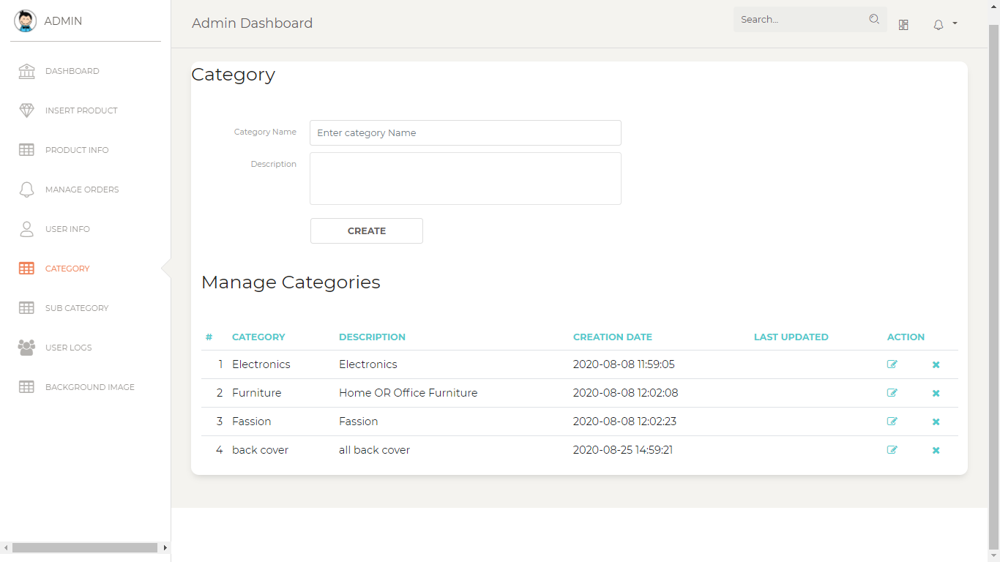 ADMIN
Admin Dashboard
Search...
DASHBOARD
INSERT PRODUCT
PRODUCT INFO
MANAGE ORDERS
USER INFO
CATEGORY
SUB CATEGORY
USER LOGS
BACKGROUND IMAGE
Category
Category Name Enter category Name
Description
CREATE
Manage Categories
# CATEGORY DESCRIPTION CREATION DATE LAST UPDATED ACTION
1 Electronics Electronics 2020-08-08 11:59:05
2 Furniture Home OR Office Furniture 2020-08-08 12:02:08
3 Fassion Fassion 2020-08-08 12:02:23
4 back cover all back cover 2020-08-25 14:59:21